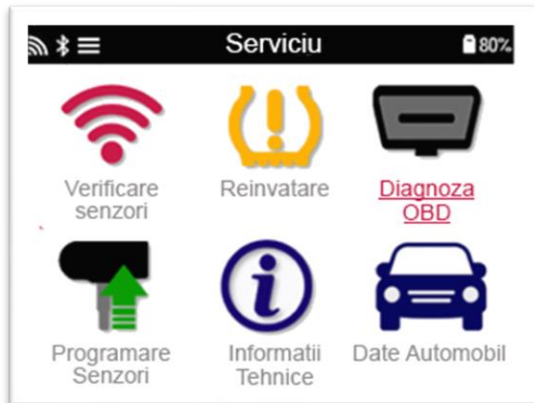 Serviciu 80%
Verificare
senzori
Reinvatare
Diagnoza
OBD
Programare
Senzori
Informatii
Tehnice
Date Automobil